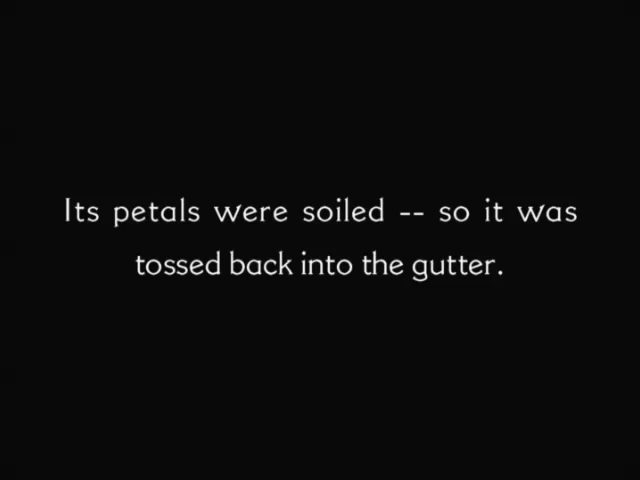 Its petals were soiled -- so it was
tossed back into the gutter.